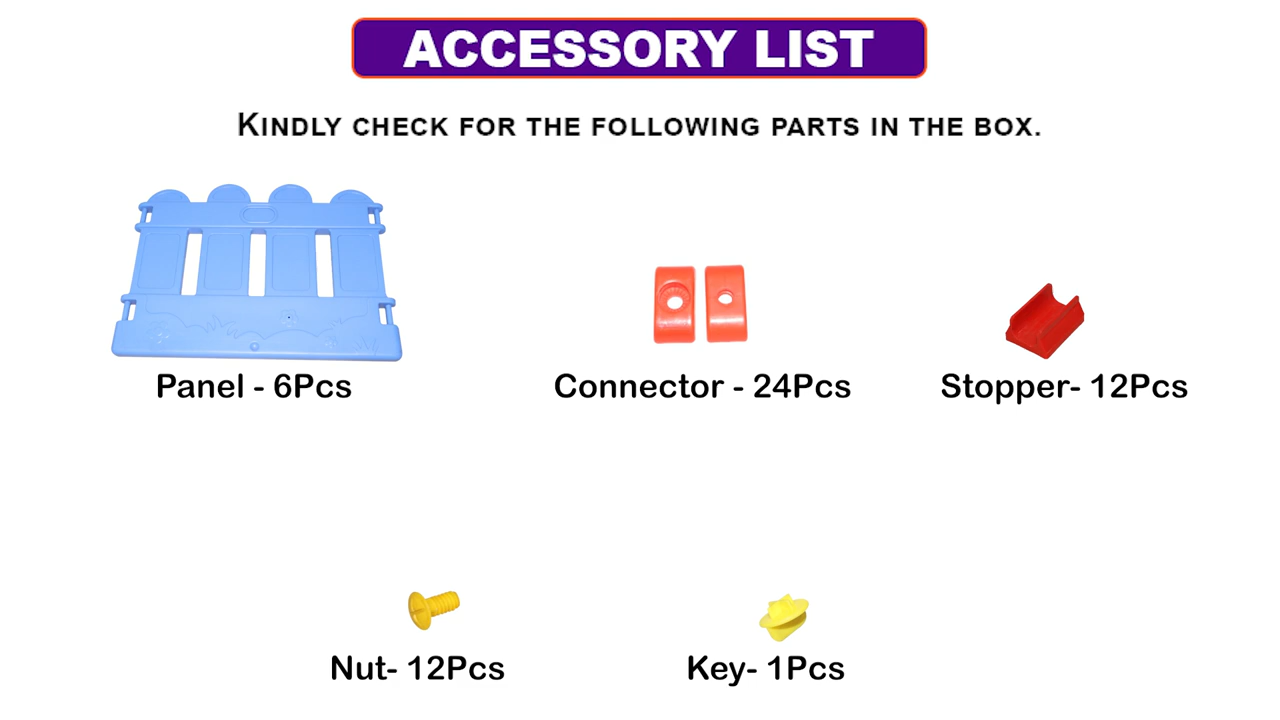 ACCESSORY LIST
KINDLY CHECK FOR THE FOLLOWING PARTS IN THE BOX.
Panel - 6Pcs
Connector - 24Pcs
Stopper- 12Pcs
Nut- 12Pcs
Key- 1Pcs